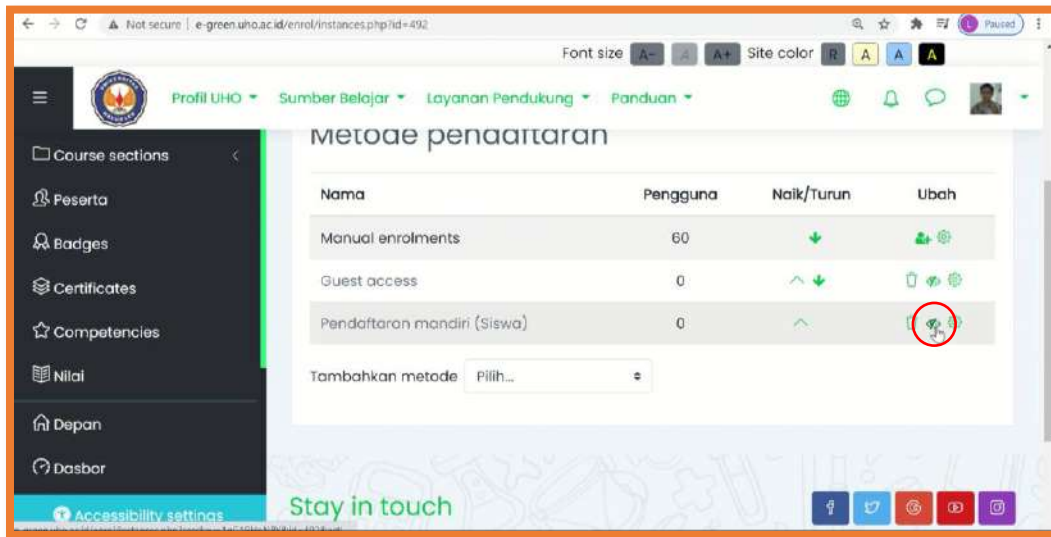 Not secure | e-green.uho.ac.id/enrol/instances.php?id=492
Paused
Font size A- A A+ Site color R A A A
Profil UHO Sumber Belajar Layanan Pendukung Panduan
Metode pendaftaran
Course sections
Peserta
Badges
Certificates
Competencies
Nilai
Depan
Dasbor
Accessibility settings
Nama Pengguna Naik/Turun Ubah
Manual enrolments 60
Guest access 0
Pendaftaran mandiri (Siswa) 0
Tambahkan metode Pilih...
Stay in touch